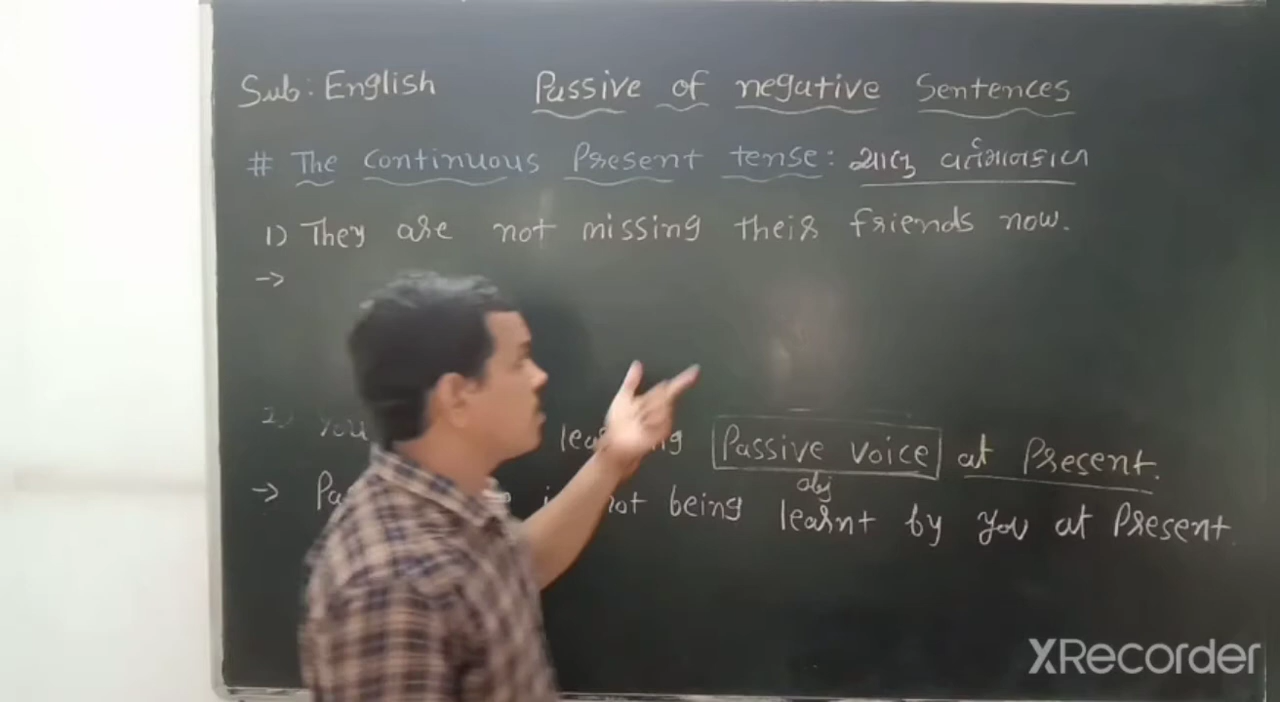 Sub: English Passive of negative Sentences
# The Continuous Present tense: ચાલુ વર્તમાનકાળ
1) They are not missing their friends now.
→
2) You Passive voice at Present.
obj
→ not being learnt by you at Present.
XRecorder